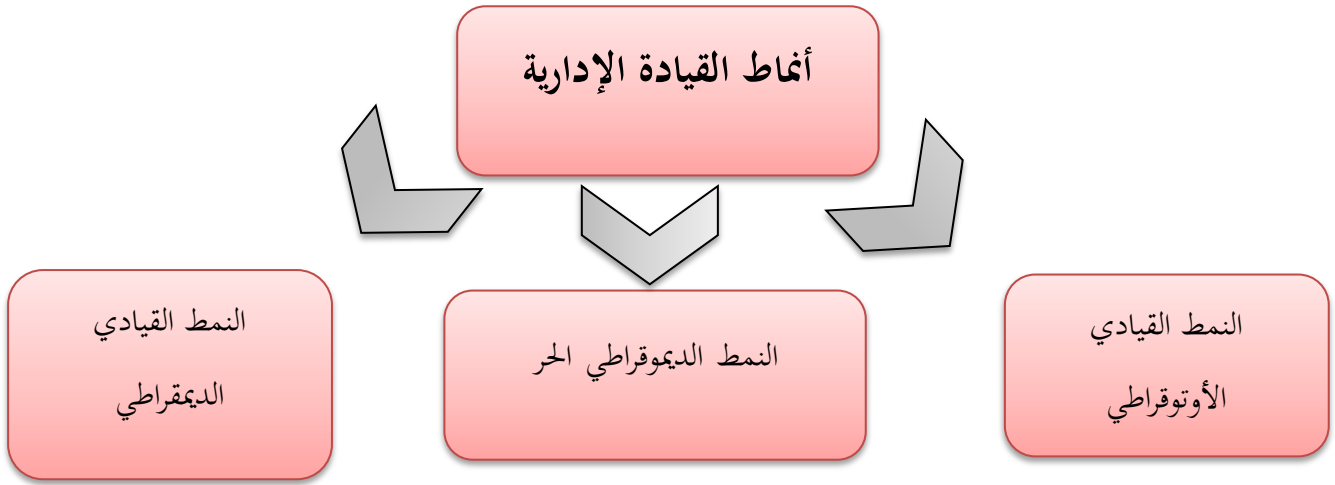 أنماط القيادة الإدارية
النمط القيادي
الأوتوقراطي
النمط الديموقراطي الحر
النمط القيادي
الديمقراطي